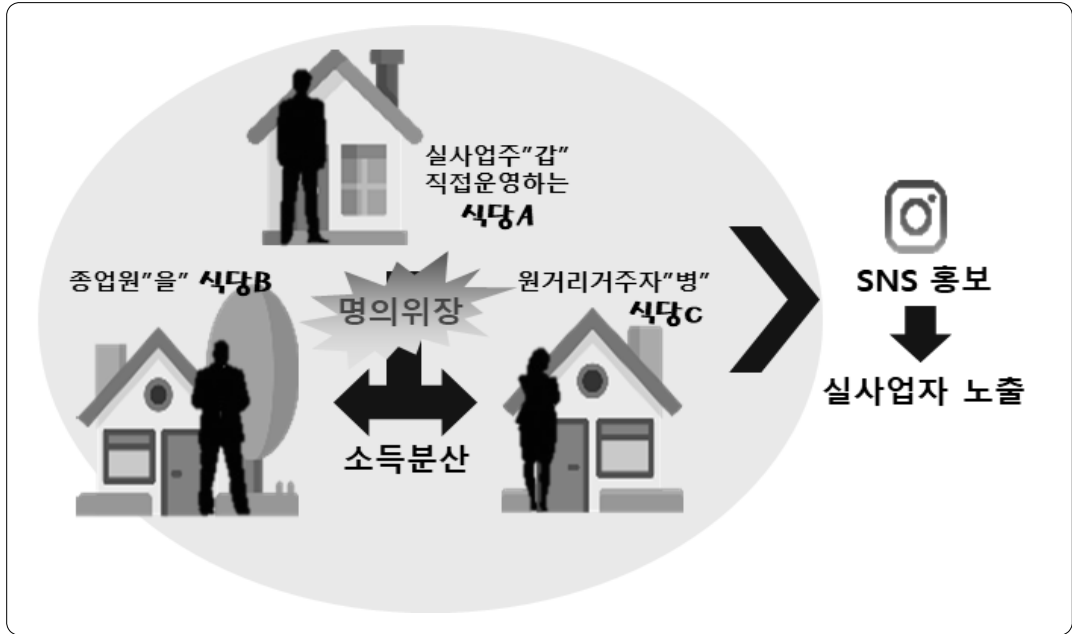 실사업주"갑"
직접운영하는
식당A
종업원"을" 식당B
명의위장
원거리거주자"병"
식당C
소득분산
SNS 홍보
실사업자 노출